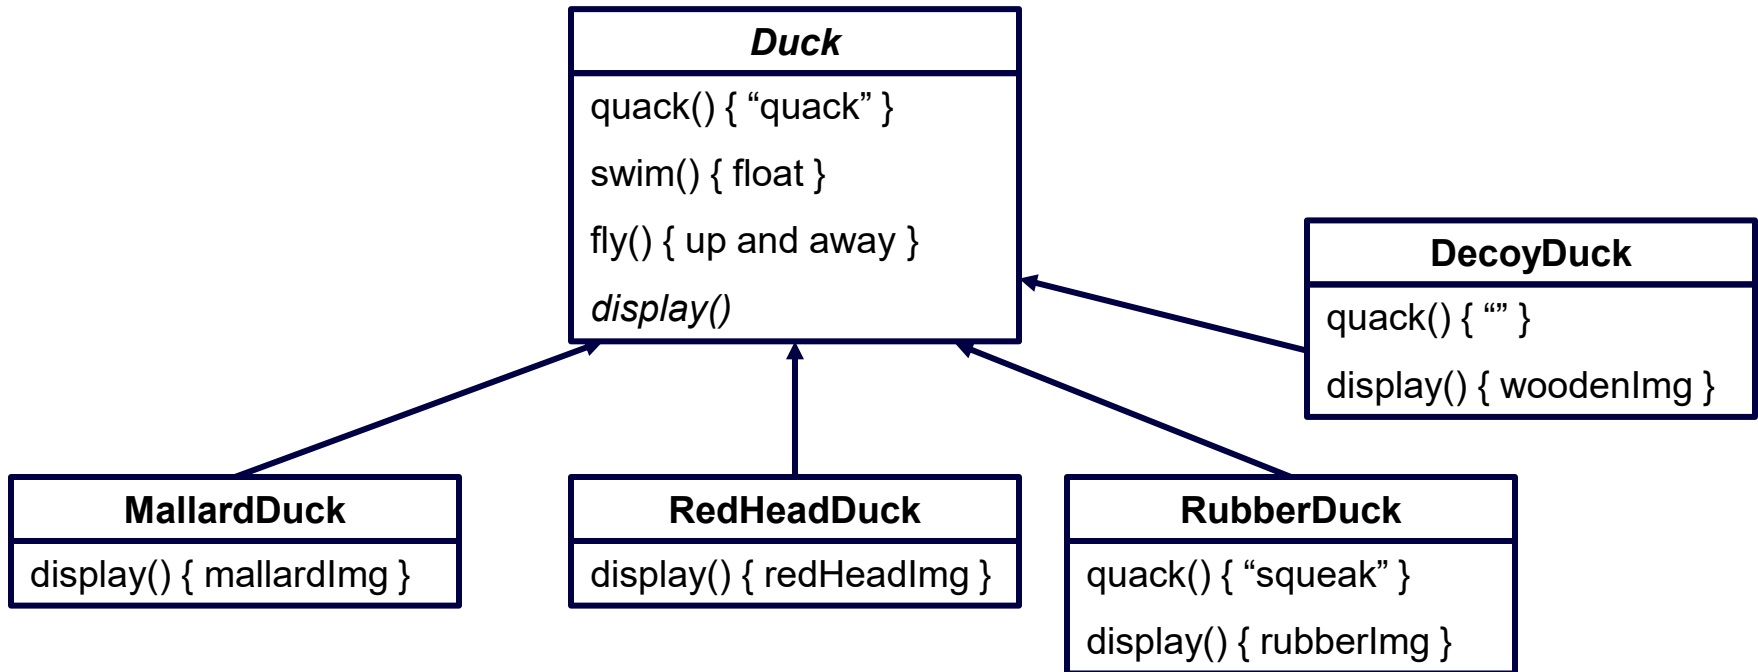 Duck
quack() { “quack” }
swim() { float }
fly() { up and away }
display()
DecoyDuck
quack() { “” }
display() { woodenImg }
MallardDuck
display() { mallardImg }
RedHeadDuck
display() { redHeadImg }
RubberDuck
quack() { “squeak” }
display() { rubberImg }